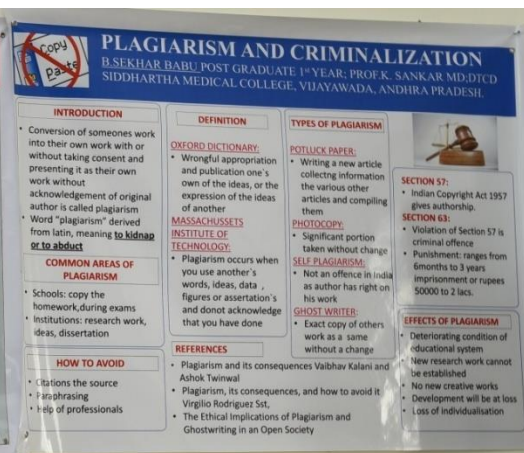 Copy
Paste
PLAGIARISM AND CRIMINALIZATION
B.SEKHAR BABU POST GRADUATE 1ST YEAR; PROF.K. SANKAR MD;DTCD
SIDDHARTHA MEDICAL COLLEGE, VIJAYAWADA, ANDHRA PRADESH.
INTRODUCTION
• Conversion of someones work
into their own work with or
without taking consent and
presenting it as their own
work without
acknowledgement of original
author is called plagiarism
• Word "plagiarism" derived
from latin, meaning to kidnap
or to abduct
COMMON AREAS OF
PLAGIARISM
• Schools: copy the
homework,during exams
• Institutions: research work,
ideas, dissertation
HOW TO AVOID
• Citations the source
• Paraphrasing
• Help of professionals
DEFINITION
OXFORD DICTIONARY:
• Wrongful appropriation
and publication one`s
own of the ideas, or the
expression of the ideas
of another
MASSACHUSSETS
INSTITUTE OF
TECHNOLOGY:
• Plagiarism occurs when
you use another`s
words, ideas, data ,
figures or assertation`s
and donot acknowledge
that you have done
TYPES OF PLAGIARISM
POTLUCK PAPER:
• Writing a new article
collectng information
the various other
articles and compiling
them
PHOTOCOPY:
• Significant portion
taken without change
SELF PLAGIARISM:
• Not an offence in India
as author has right on
his work
GHOST WRITER:
• Exact copy of others
work as a same
without a change
REFERENCES
• Plagiarism and its consequences Vaibhav Kalani and
Ashok Twinwal
• Plagiarism, its consequences, and how to avoid it
Virgilio Rodriguez Sst,
• The Ethical Implications of Plagiarism and
Ghostwriting in an Open Society
SECTION 57:
• Indian Copyright Act 1957
gives authorship.
SECTION 63:
• Violation of Section 57 is
criminal offence
• Punishment: ranges from
6months to 3 years
imprisonment or rupees
50000 to 2 lacs.
EFFECTS OF PLAGIARISM
• Deteriorating condition of
educational system
• New research work cannot
be established
• No new creative works
• Development will be at loss
• Loss of individualisation